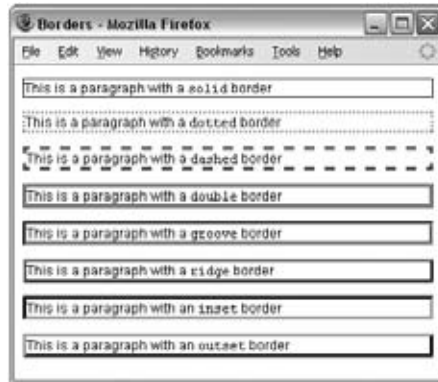 Borders - Mozilla Firefox
File Edit View History Bookmarks Tools Help
This is a paragraph with a solid border
This is a paragraph with a dotted border
This is a paragraph with a dashed border
This is a paragraph with a double border
This is a paragraph with a groove border
This is a paragraph with a ridge border
This is a paragraph with an inset border
This is a paragraph with an outset border